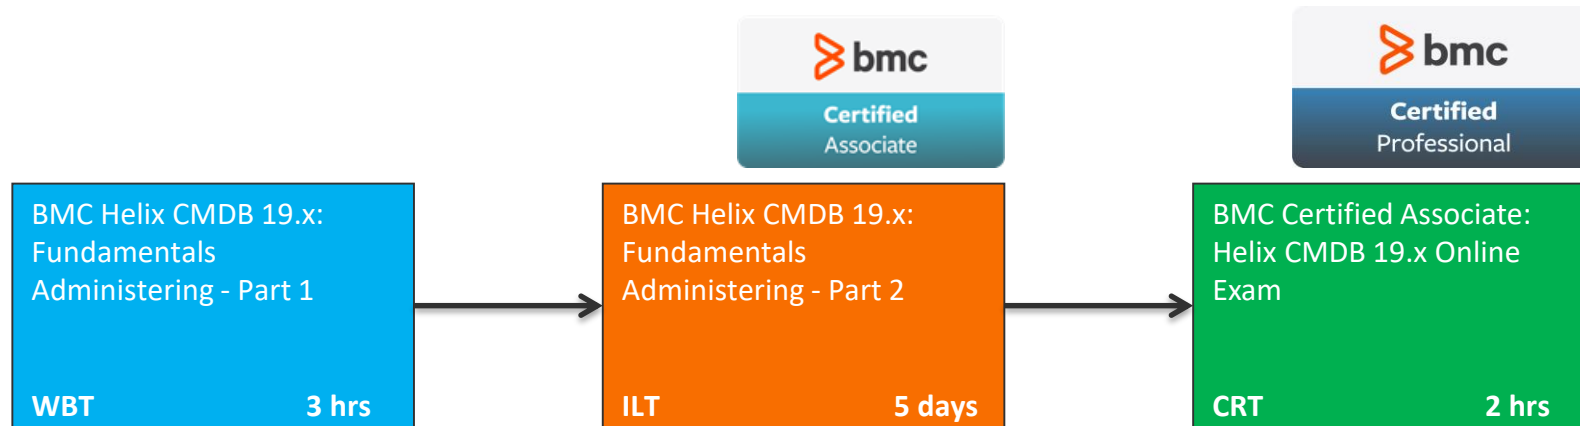 bmc
Certified
Associate
bmc
Certified
Professional
BMC Helix CMDB 19.x:
Fundamentals
Administering - Part 1
WBT 3 hrs
BMC Helix CMDB 19.x:
Fundamentals
Administering - Part 2
ILT 5 days
BMC Certified Associate:
Helix CMDB 19.x Online
Exam
CRT 2 hrs